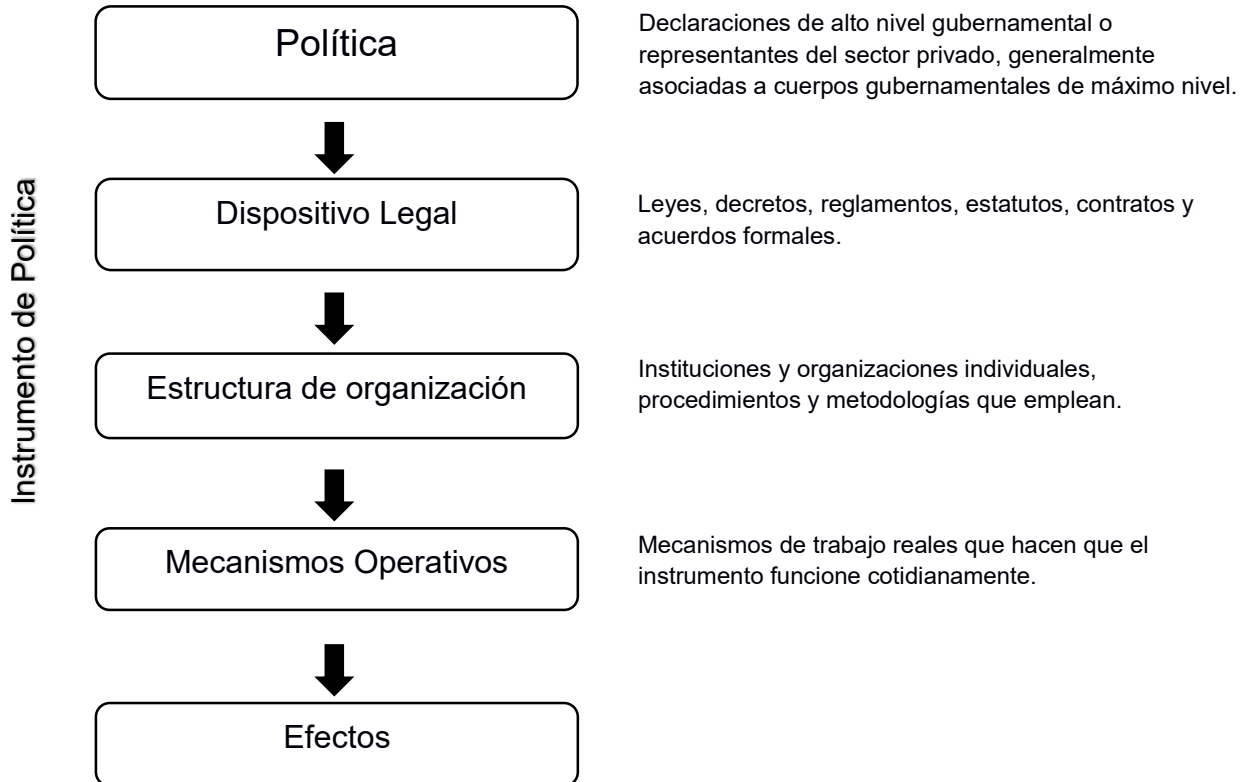 Política
Declaraciones de alto nivel gubernamental o
representantes del sector privado, generalmente
asociadas a cuerpos gubernamentales de máximo nivel.
Instrumento de Política
Dispositivo Legal
Leyes, decretos, reglamentos, estatutos, contratos y
acuerdos formales.
Estructura de organización
Instituciones y organizaciones individuales,
procedimientos y metodologías que emplean.
Mecanismos Operativos
Mecanismos de trabajo reales que hacen que el
instrumento funcione cotidianamente.
Efectos